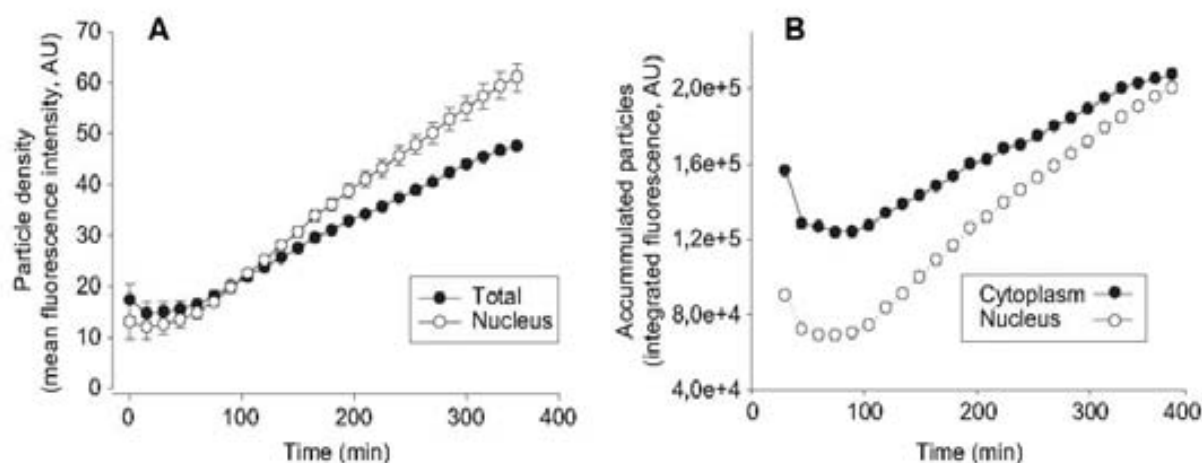 A
Particle density
(mean fluorescence intensity, AU)
70
60
50
40
30
20
10
0
Total
Nucleus
0
100
200
300
400
Time (min)
B
Accummulated particles
(integrated fluorescence, AU)
2,0e+5
1,6e+5
1,2e+5
8,0e+4
4,0e+4
Cytoplasm
Nucleus
0
100
200
300
400
Time (min)